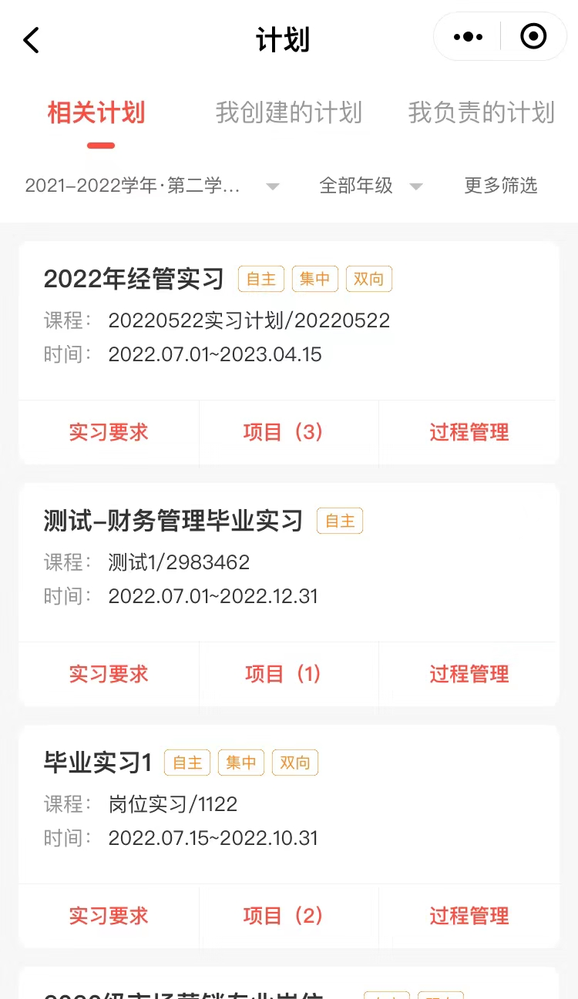 计划
相关计划 我创建的计划 我负责的计划
2021-2022学年·第二学... 全部年级 更多筛选
2022年经管实习 自主 集中 双向
课程: 20220522实习计划/20220522
时间: 2022.07.01~2023.04.15
实习要求 项目（3） 过程管理
测试-财务管理毕业实习 自主
课程: 测试1/2983462
时间: 2022.07.01~2022.12.31
实习要求 项目（1） 过程管理
毕业实习1 自主 集中 双向
课程: 岗位实习/1122
时间: 2022.07.15~2022.10.31
实习要求 项目（2） 过程管理